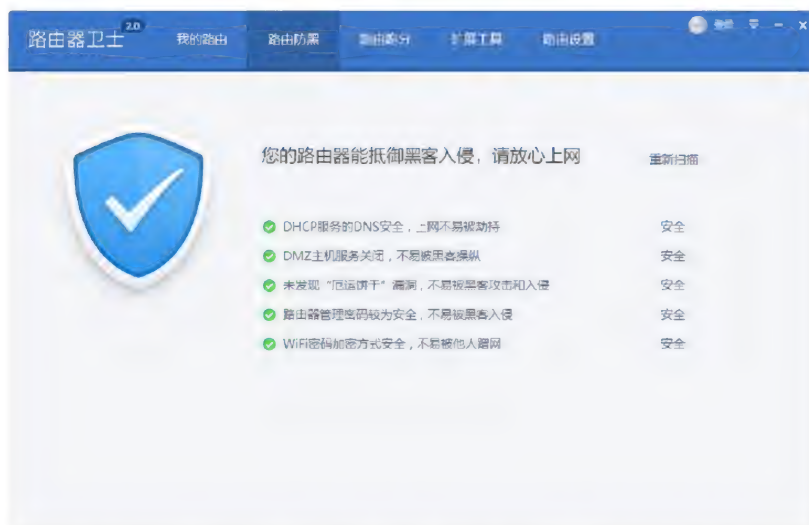 路由器卫士 2.0 我的路由 路由防黑 路由跑分 扩展工具 路由设置 登录
您的路由器能抵御黑客入侵，请放心上网 重新扫描
DHCP服务的DNS安全，上网不易被劫持 安全
DMZ主机服务关闭，不易被黑客操纵 安全
未发现“厄运饼干”漏洞，不易被黑客攻击和入侵 安全
路由器管理密码较为安全，不易被黑客入侵 安全
WiFi密码加密方式安全，不易被他人蹭网 安全